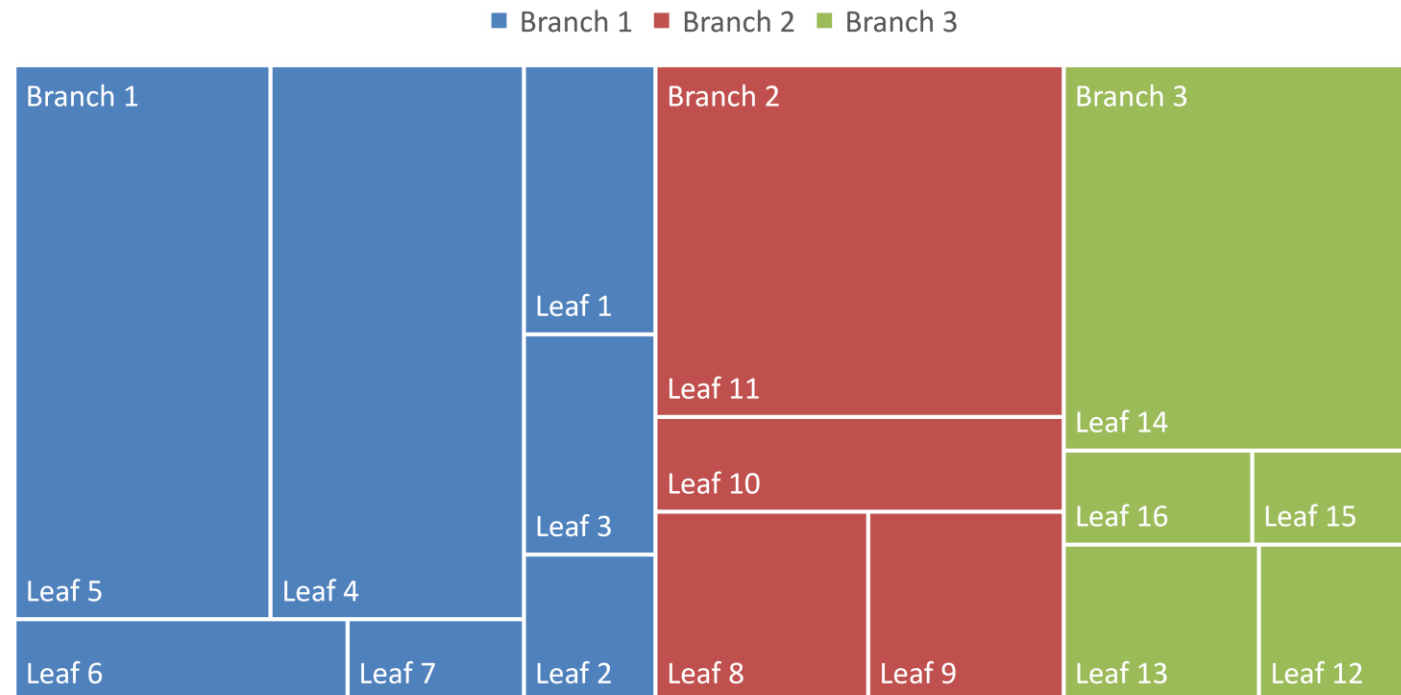 Branch 1 Branch 2 Branch 3
Branch 1
Branch 2
Branch 3
Leaf 1
Leaf 11
Leaf 14
Leaf 10
Leaf 16
Leaf 15
Leaf 3
Leaf 5
Leaf 4
Leaf 6
Leaf 7
Leaf 2
Leaf 8
Leaf 9
Leaf 13
Leaf 12